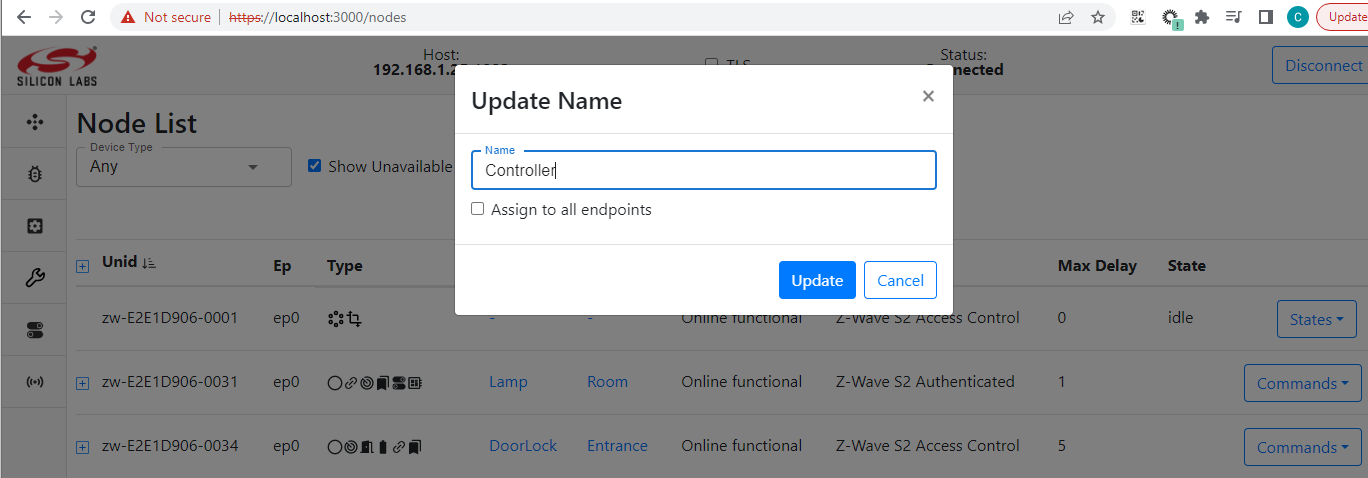 Not secure | https://localhost:3000/nodes
Update
SILICON LABS
Host:
Status:
192.168.1.
TLS
nnected
Disconnect
Update Name
×
Node List
Device Type
Any
Show Unavailable
Name
Controller
Assign to all endpoints
Update Cancel
Unid Ep Type Max Delay State
zw-E2E1D906-0001 ep0 - - Online functional Z-Wave S2 Access Control 0 idle States
zw-E2E1D906-0031 ep0 Lamp Room Online functional Z-Wave S2 Authenticated 1 Commands
zw-E2E1D906-0034 ep0 DoorLock Entrance Online functional Z-Wave S2 Access Control 5 Commands